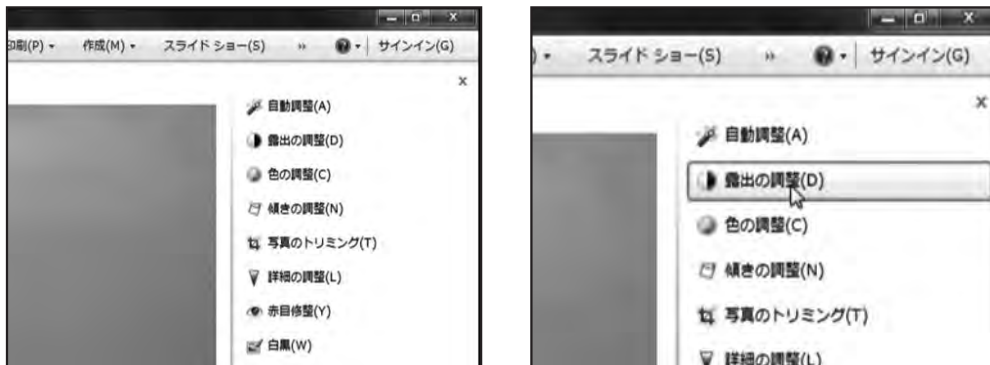 印刷(P) 作成(M) スライド ショー(S) » サインイン(G)
x
自動調整(A)
露出の調整(D)
色の調整(C)
傾きの調整(N)
写真のトリミング(T)
詳細の調整(L)
赤目修整(Y)
白黒(W)
) スライド ショー(S) » サインイン(G)
x
自動調整(A)
露出の調整(D)
色の調整(C)
傾きの調整(N)
写真のトリミング(T)
詳細の調整(L)